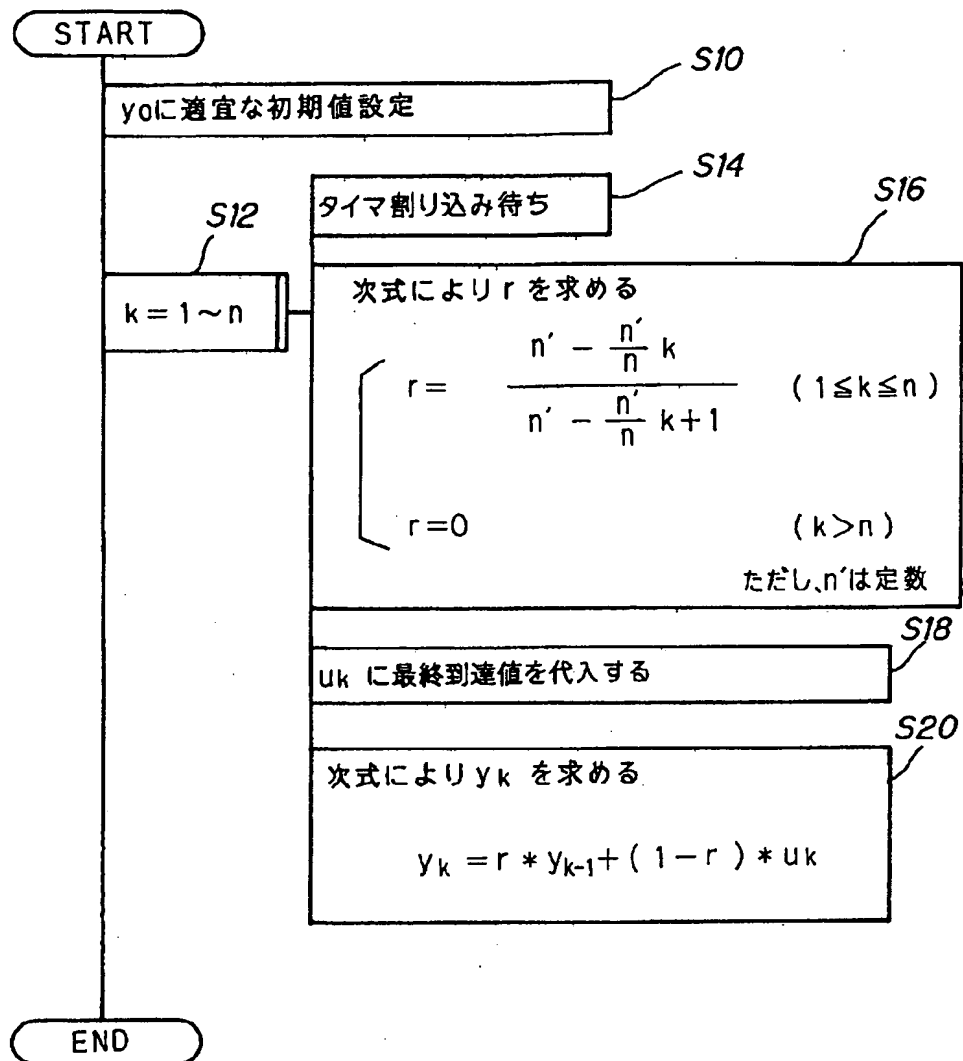 START
S10
y0に適宜な初期値設定
S14
タイマ割り込み待ち
S12
S16
k = 1~n
次式によりrを求める
r = (n′ - n′/n k) / (n′ - n′/n k+1) (1≦k≦n)
r=0 (k>n)
ただし、n′は定数
S18
uk に最終到達値を代入する
S20
次式により yk を求める
yk = r * yk-1 + ( 1 - r ) * uk
END